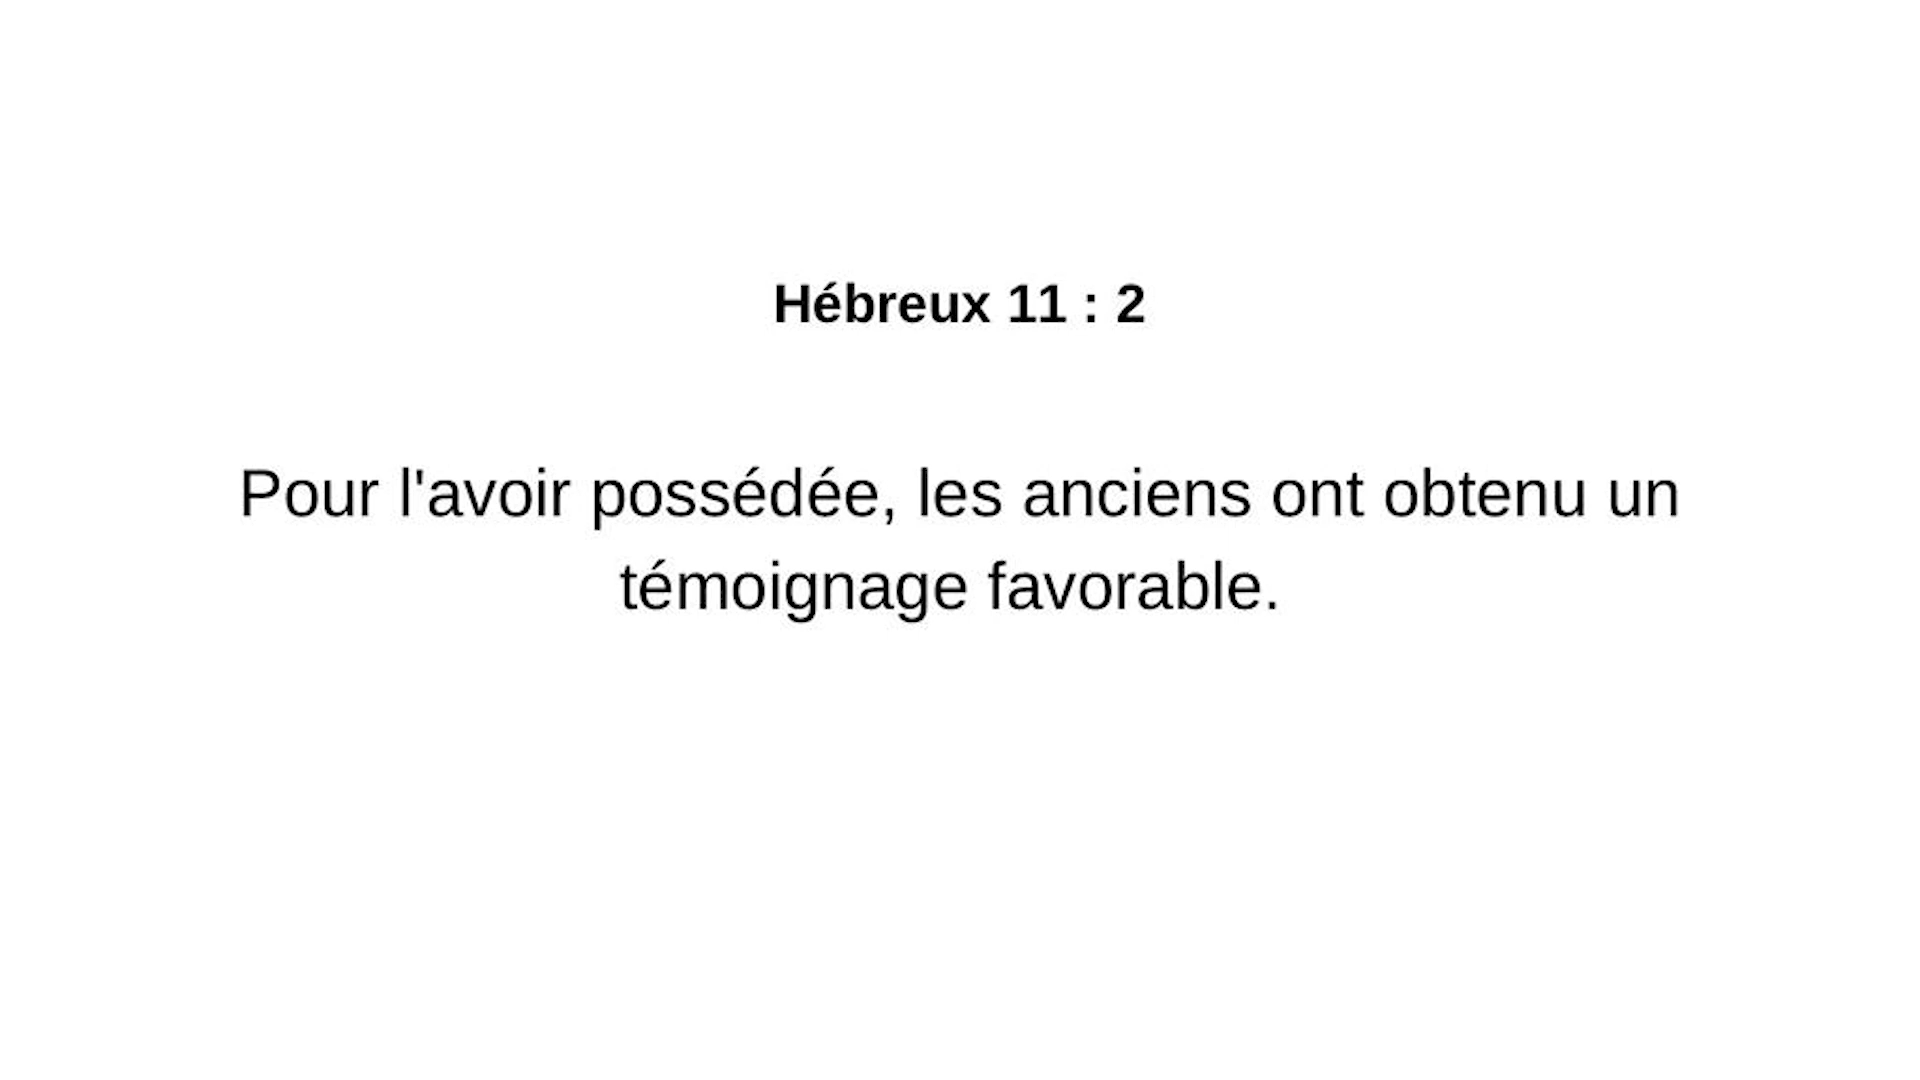 Hébreux 11 : 2
Pour l'avoir possédée, les anciens ont obtenu un
témoignage favorable.